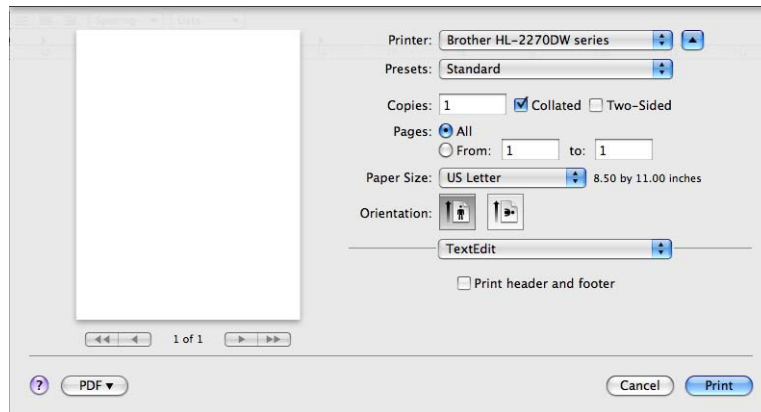 Spacing Lists
Printer: Brother HL-2270DW series
Presets: Standard
Copies: 1 Collated Two-Sided
Pages: All
From: 1 to: 1
Paper Size: US Letter 8.50 by 11.00 inches
Orientation:
TextEdit
Print header and footer
1 of 1
? PDF Cancel Print